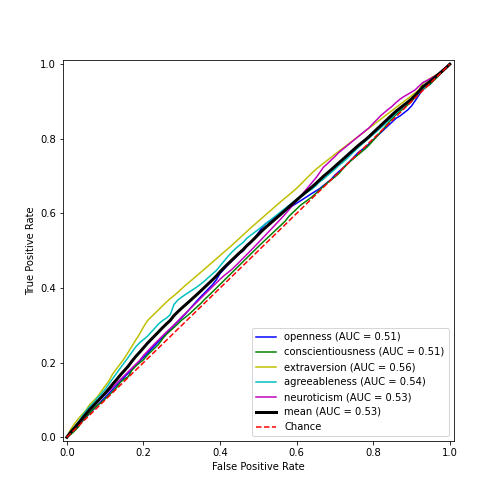 1.0
0.8
0.6
0.4
0.2
0.0
True Positive Rate
openness (AUC = 0.51)
conscientiousness (AUC = 0.51)
extraversion (AUC = 0.56)
agreeableness (AUC = 0.54)
neuroticism (AUC = 0.53)
mean (AUC = 0.53)
Chance
0.0 0.2 0.4 0.6 0.8 1.0
False Positive Rate